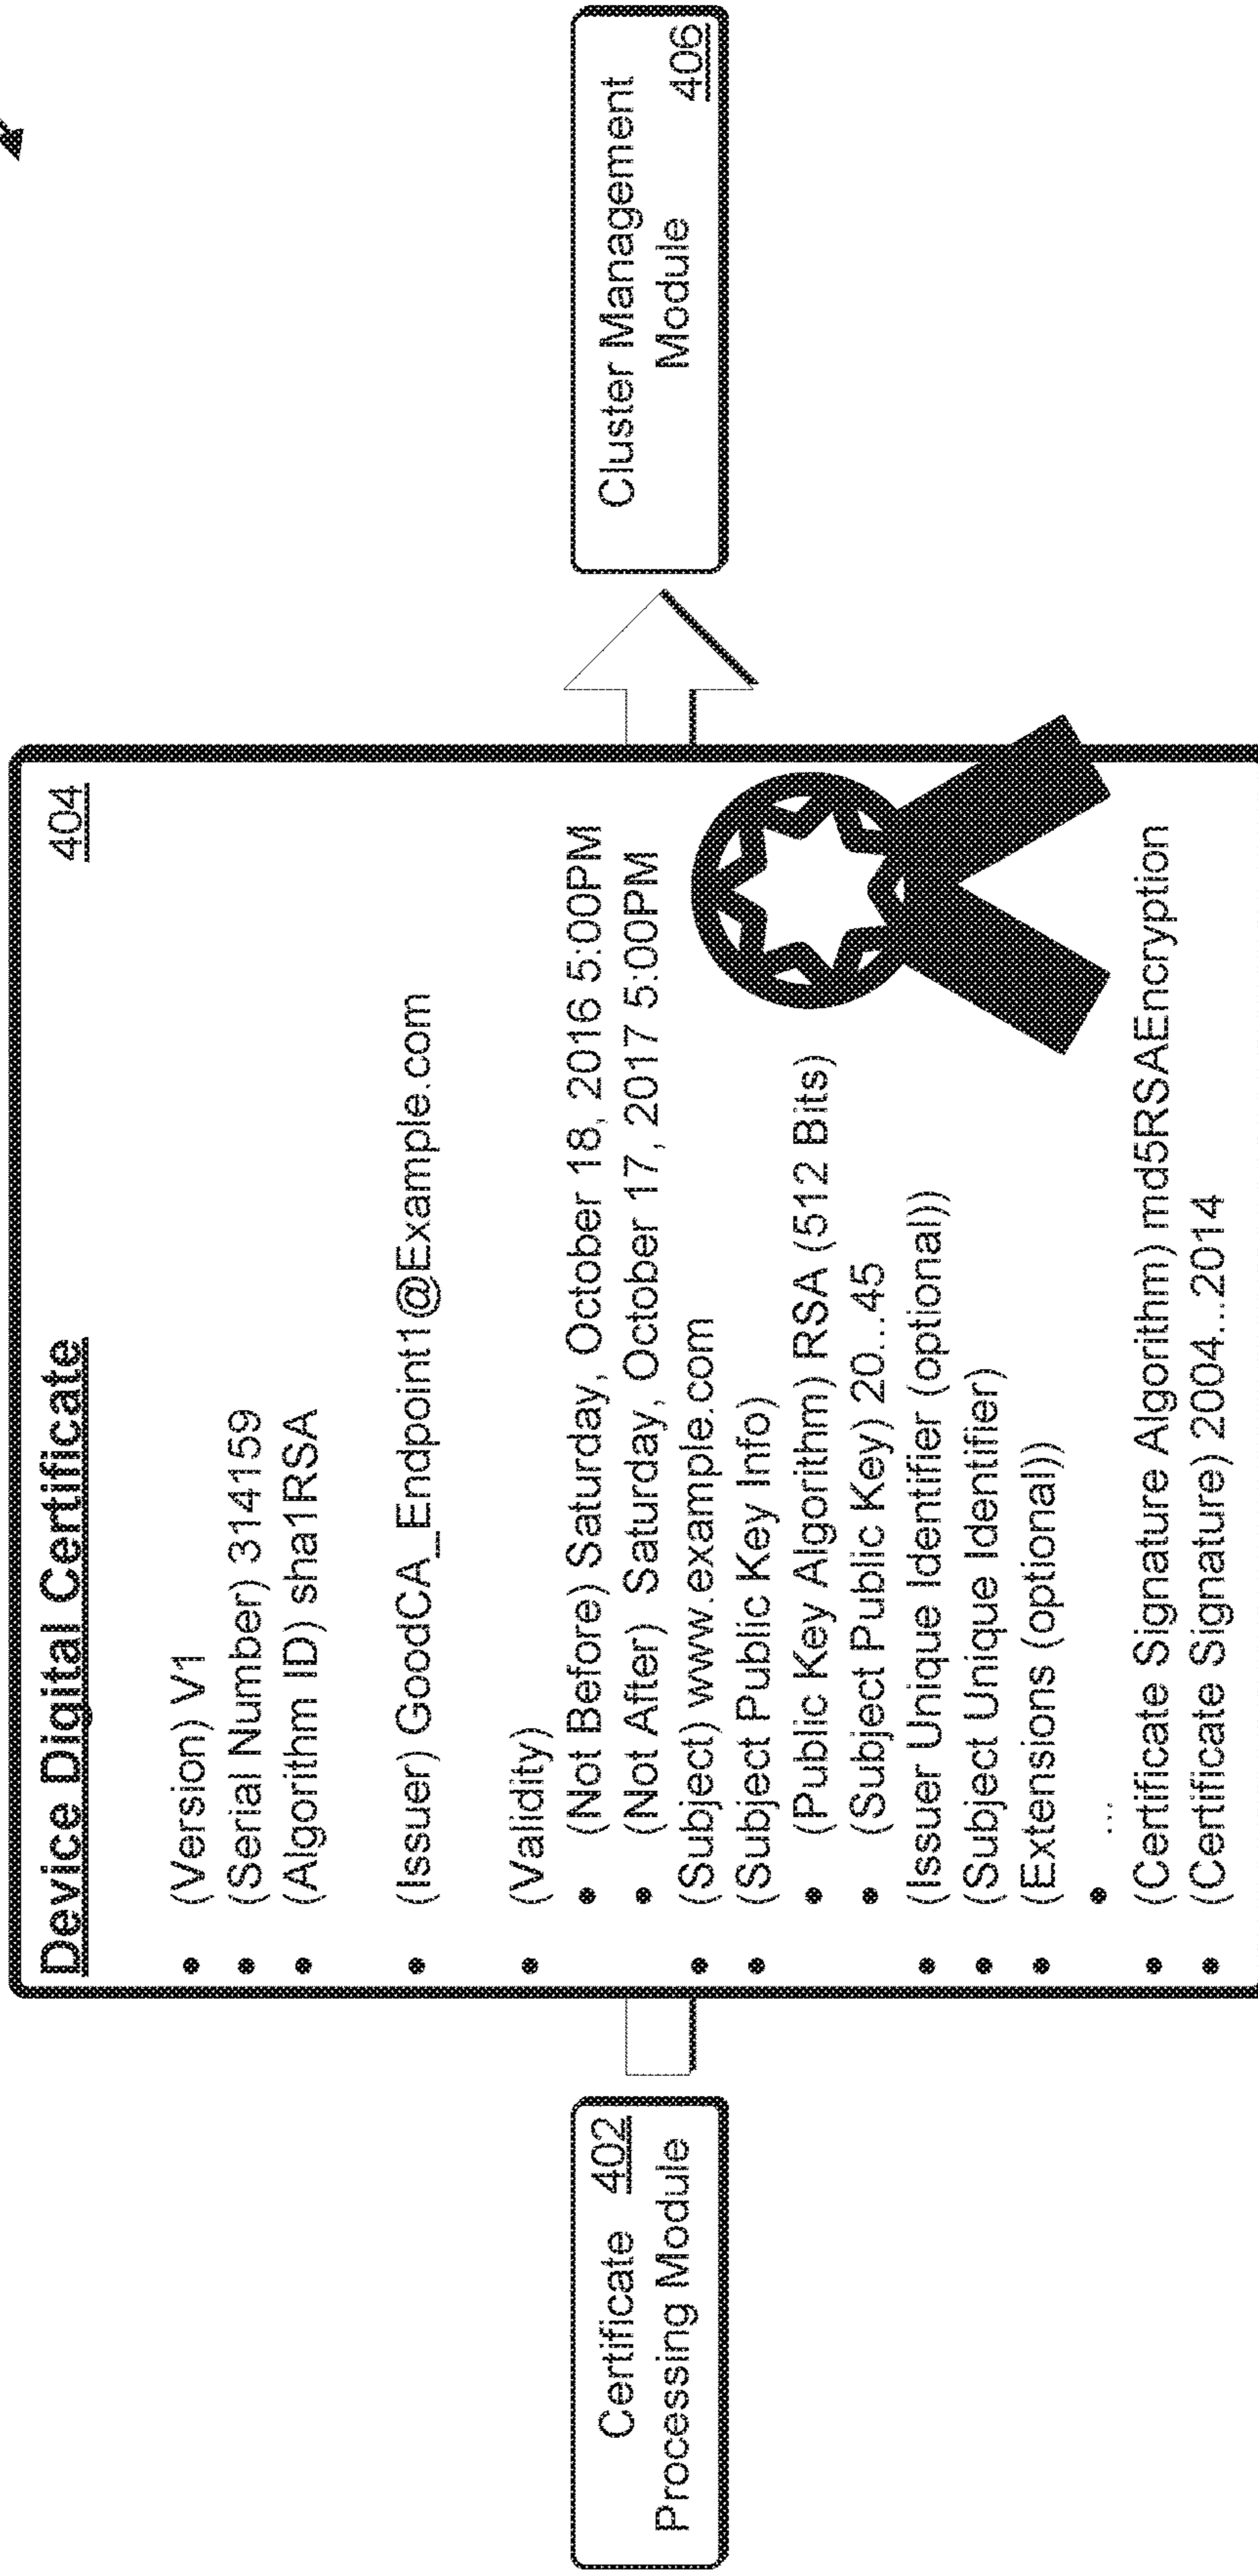 Certificate 402
Processing Module
Device Digital Certificate 404
• (Version) V1
• (Serial Number) 314159
• (Algorithm ID) sha1RSA
• (Issuer) GoodCA_Endpoint1@Example.com
• (Validity)
• (Not Before) Saturday, October 18, 2016 5:00PM
• (Not After) Saturday, October 17, 2017 5:00PM
• (Subject) www.example.com
• (Subject Public Key Info)
• (Public Key Algorithm) RSA (512 Bits)
• (Subject Public Key) 20...45
• (Issuer Unique Identifier (optional))
• (Subject Unique Identifier)
• (Extensions (optional))
• ...
• (Certificate Signature Algorithm) md5RSAEncryption
• (Certificate Signature) 2004...2014
Cluster Management
Module 406